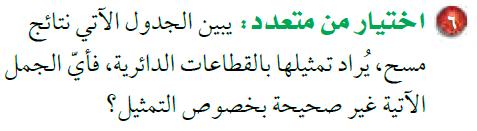 ٦ اختيار من متعدد: يبين الجدول الآتي نتائج
مسح، يُراد تمثيلها بالقطاعات الدائرية، فأيّ الجمل
الآتية غير صحيحة بخصوص التمثيل؟